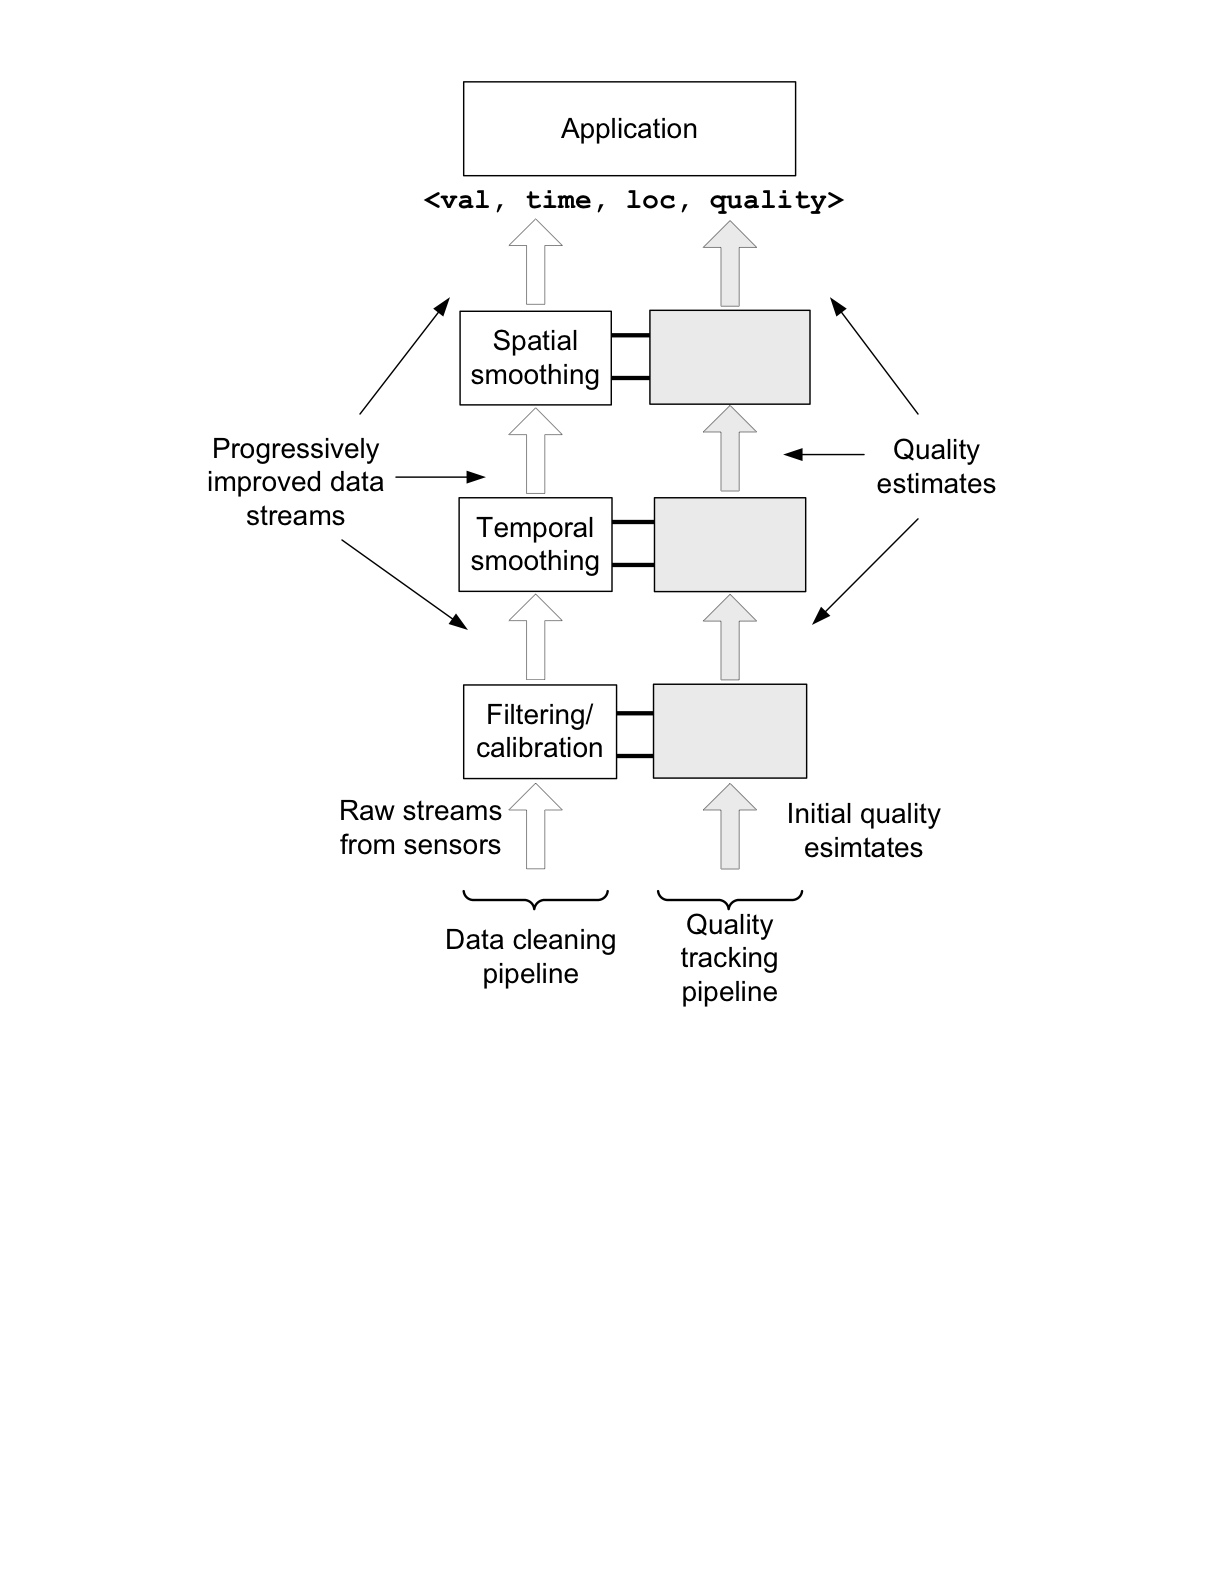 Application
<val, time, loc, quality>
Spatial
smoothing
Progressively
improved data
streams
Quality
estimates
Temporal
smoothing
Filtering/
calibration
Raw streams
from sensors
Initial quality
esimtates
Data cleaning
pipeline
Quality
tracking
pipeline